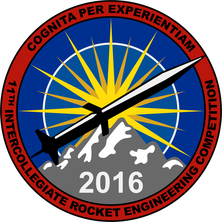 COGNITA PER EXPERIENTIAM
11TH INTERCOLLEGIATE ROCKET ENGINEERING COMPETITION
2016